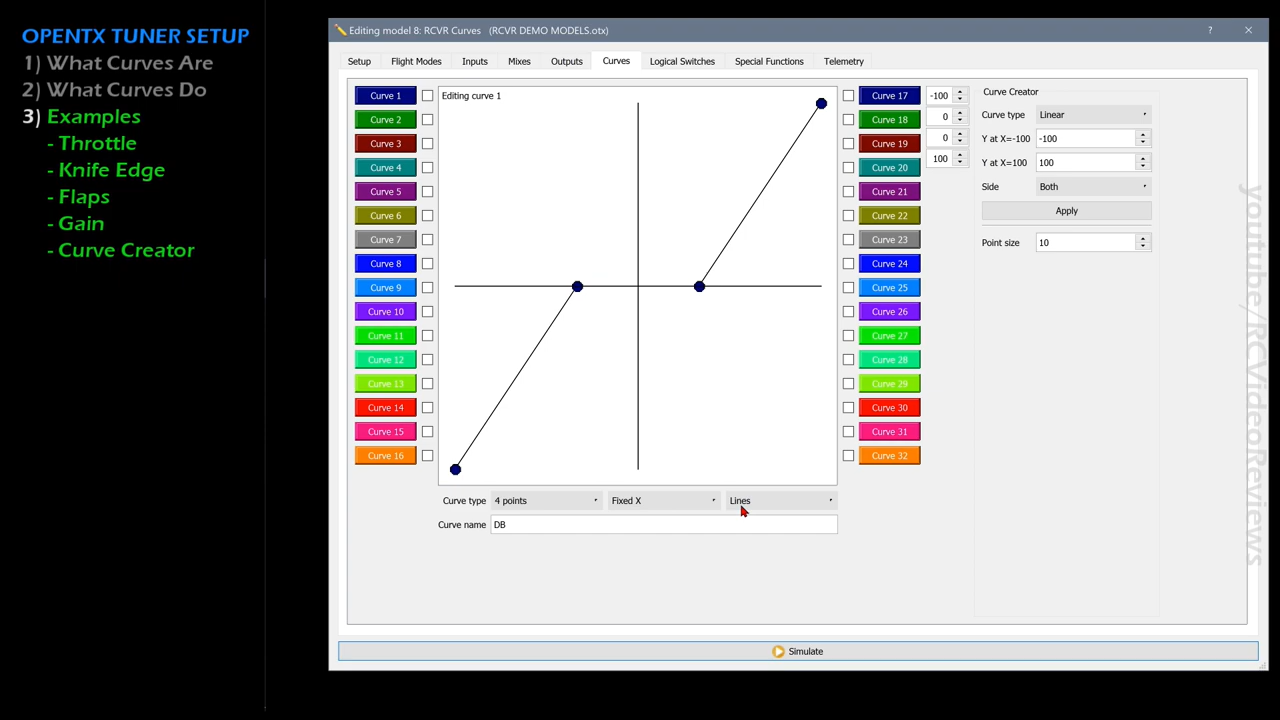 OPENTX TUNER SETUP
1) What Curves Are
2) What Curves Do
3) Examples
- Throttle
- Knife Edge
- Flaps
- Gain
- Curve Creator
Editing model 8: RCVR Curves (RCVR DEMO MODELS.otx)
?
Setup
Flight Modes
Inputs
Mixes
Outputs
Curves
Logical Switches
Special Functions
Telemetry
Curve 1
Curve 2
Curve 3
Curve 4
Curve 5
Curve 6
Curve 7
Curve 8
Curve 9
Curve 10
Curve 11
Curve 12
Curve 13
Curve 14
Curve 15
Curve 16
Editing curve 1
Curve type 4 points Fixed X Lines
Curve name DB
Curve 17
Curve 18
Curve 19
Curve 20
Curve 21
Curve 22
Curve 23
Curve 24
Curve 25
Curve 26
Curve 27
Curve 28
Curve 29
Curve 30
Curve 31
Curve 32
-100
0
0
100
Curve Creator
Curve type Linear
Y at X=-100 -100
Y at X=100 100
Side Both
Apply
Point size 10
Simulate
youtube/RCVideoReviews